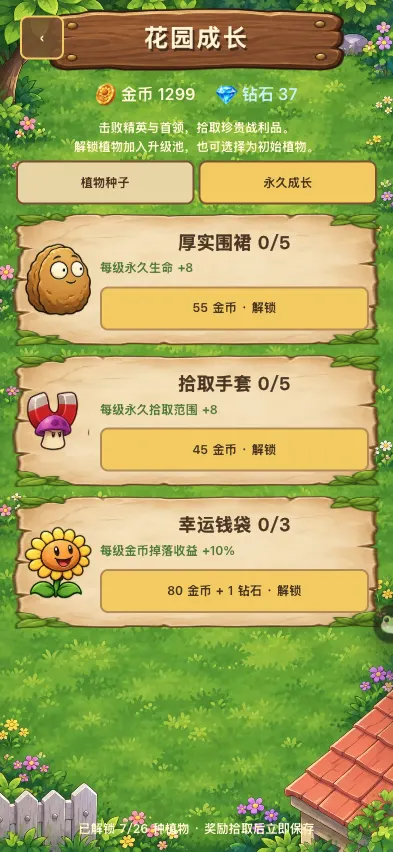 ‹
花园成长
金币 1299 钻石 37
击败精英与首领，拾取珍贵战利品。
解锁植物加入升级池，也可选择为初始植物。
植物种子 永久成长
厚实围裙 0/5
每级永久生命 +8
55 金币 · 解锁
拾取手套 0/5
每级永久拾取范围 +8
45 金币 · 解锁
幸运钱袋 0/3
每级金币掉落收益 +10%
80 金币 + 1 钻石 · 解锁
已解锁 7/26 种植物 · 奖励拾取后立即保存